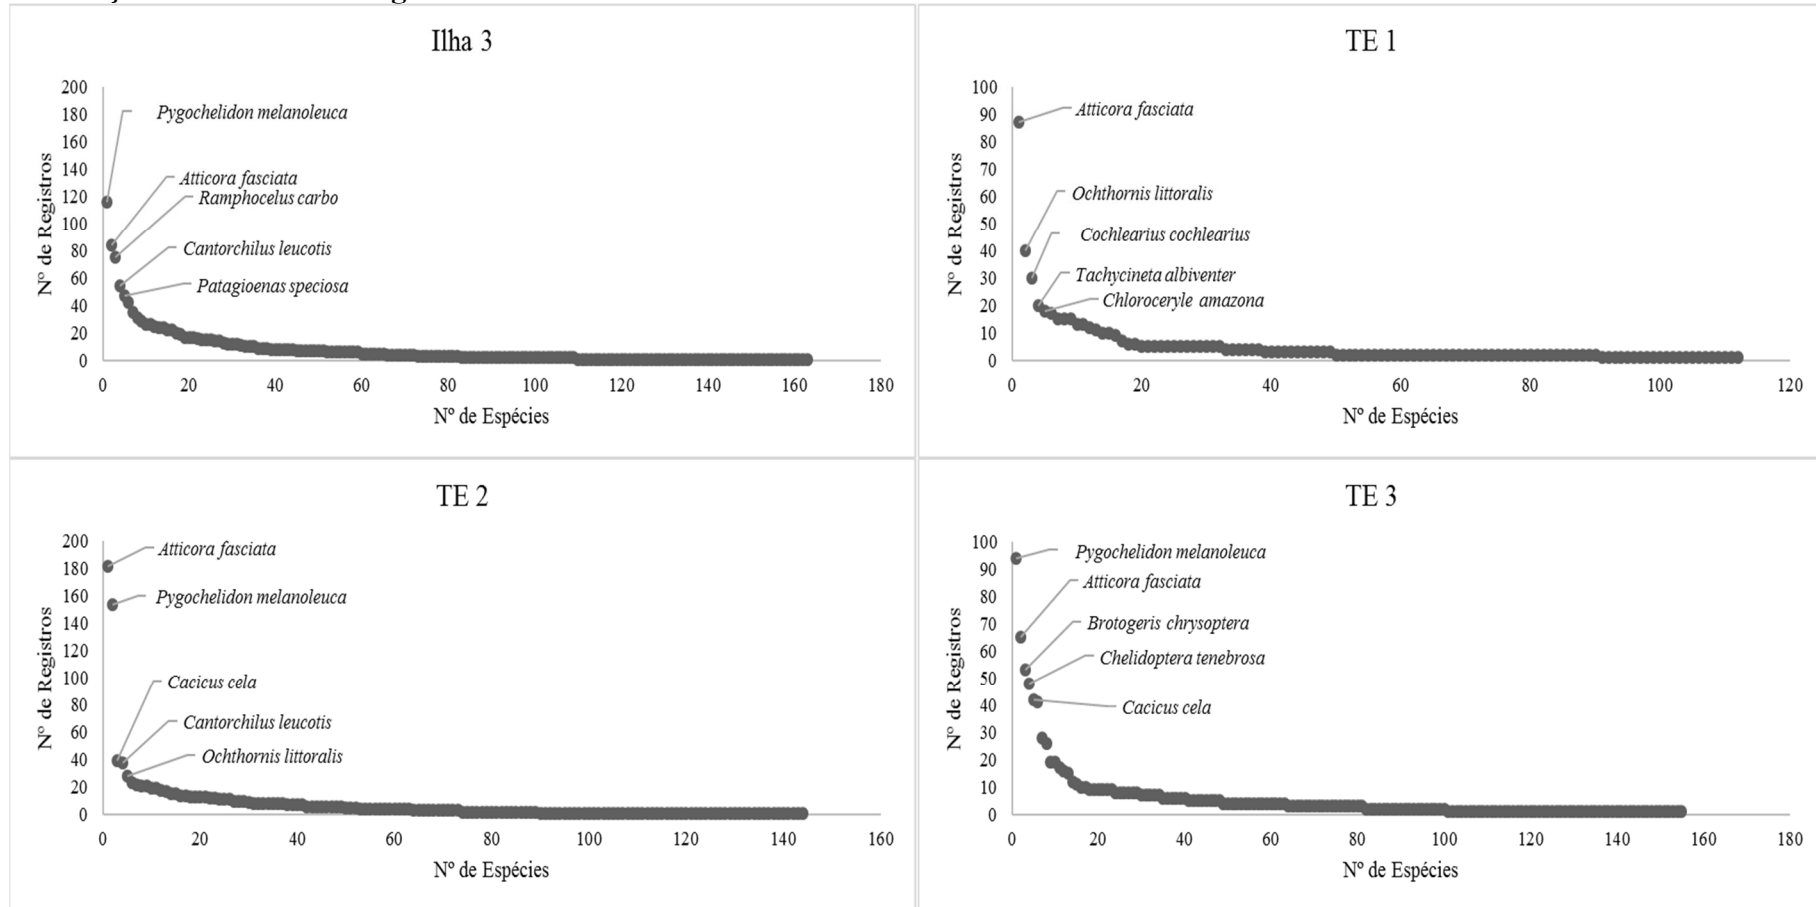 Ilha 3
200
180
160
140
120
100
80
60
40
20
0
Nº de Registros
Pygochelidon melanoleuca
Atticora fasciata
Ramphocelus carbo
Cantorchilus leucotis
Patagioenas speciosa
0 20 40 60 80 100 120 140 160 180
Nº de Espécies
TE 1
100
90
80
70
60
50
40
30
20
10
0
Nº de Registros
Atticora fasciata
Ochthornis littoralis
Cochlearius cochlearius
Tachycineta albiventer
Chloroceryle amazona
0 20 40 60 80 100 120
Nº de Espécies
TE 2
200
180
160
140
120
100
80
60
40
20
0
Nº de Registros
Atticora fasciata
Pygochelidon melanoleuca
Cacicus cela
Cantorchilus leucotis
Ochthornis littoralis
0 20 40 60 80 100 120 140 160
Nº de Espécies
TE 3
100
90
80
70
60
50
40
30
20
10
0
Nº de Registros
Pygochelidon melanoleuca
Atticora fasciata
Brotogeris chrysoptera
Chelidoptera tenebrosa
Cacicus cela
0 20 40 60 80 100 120 140 160 180
Nº de Espécies